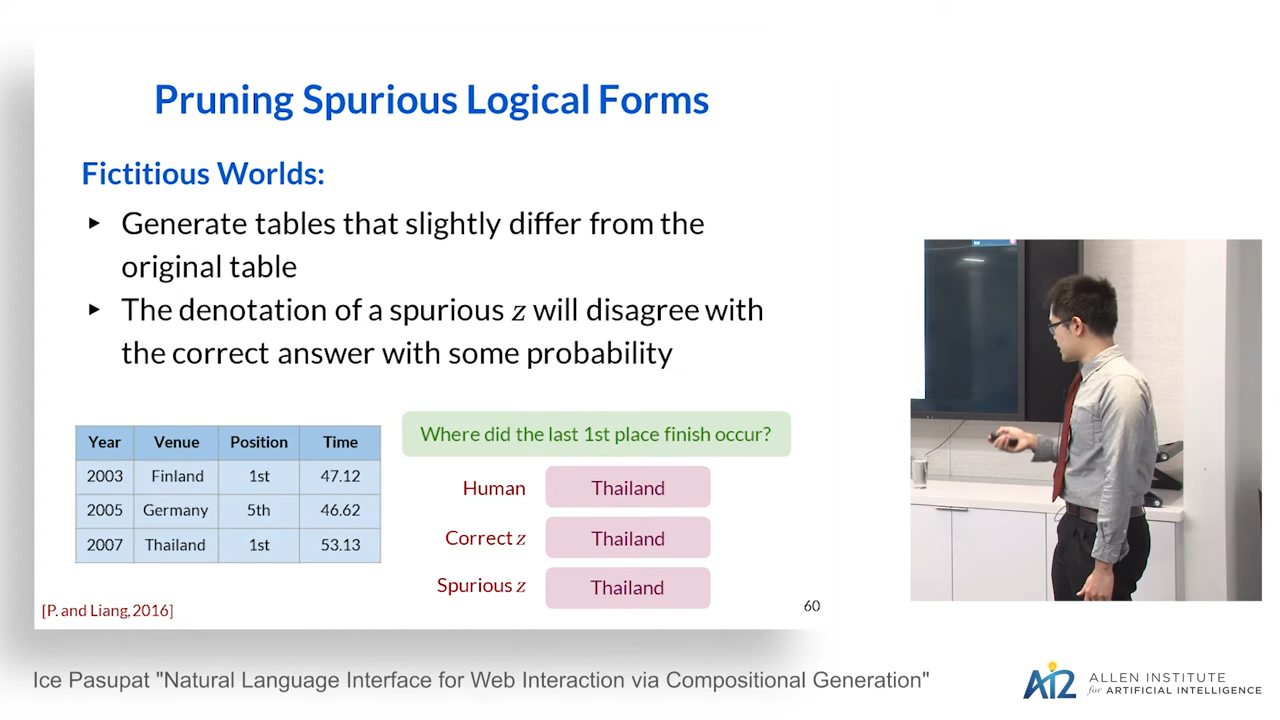 Pruning Spurious Logical Forms
Fictitious Worlds:
Generate tables that slightly differ from the
original table
The denotation of a spurious z will disagree with
the correct answer with some probability
Year Venue Position Time
2003 Finland 1st 47.12
2005 Germany 5th 46.62
2007 Thailand 1st 53.13
Where did the last 1st place finish occur?
Human Thailand
Correct z Thailand
Spurious z Thailand
[P. and Liang, 2016]
60
Ice Pasupat "Natural Language Interface for Web Interaction via Compositional Generation"
AI2
ALLEN INSTITUTE
for ARTIFICIAL INTELLIGENCE